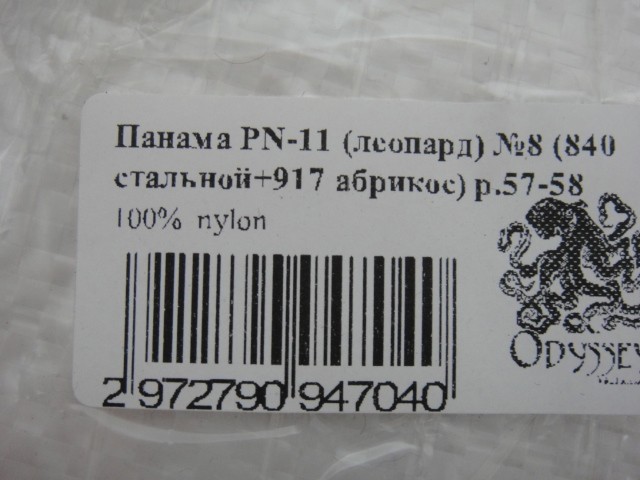 Панама PN-11 (леопард) №8 (840
стальной+917 абрикос) р.57-58
100% nylon
2 972790 947040
ODYSSEY